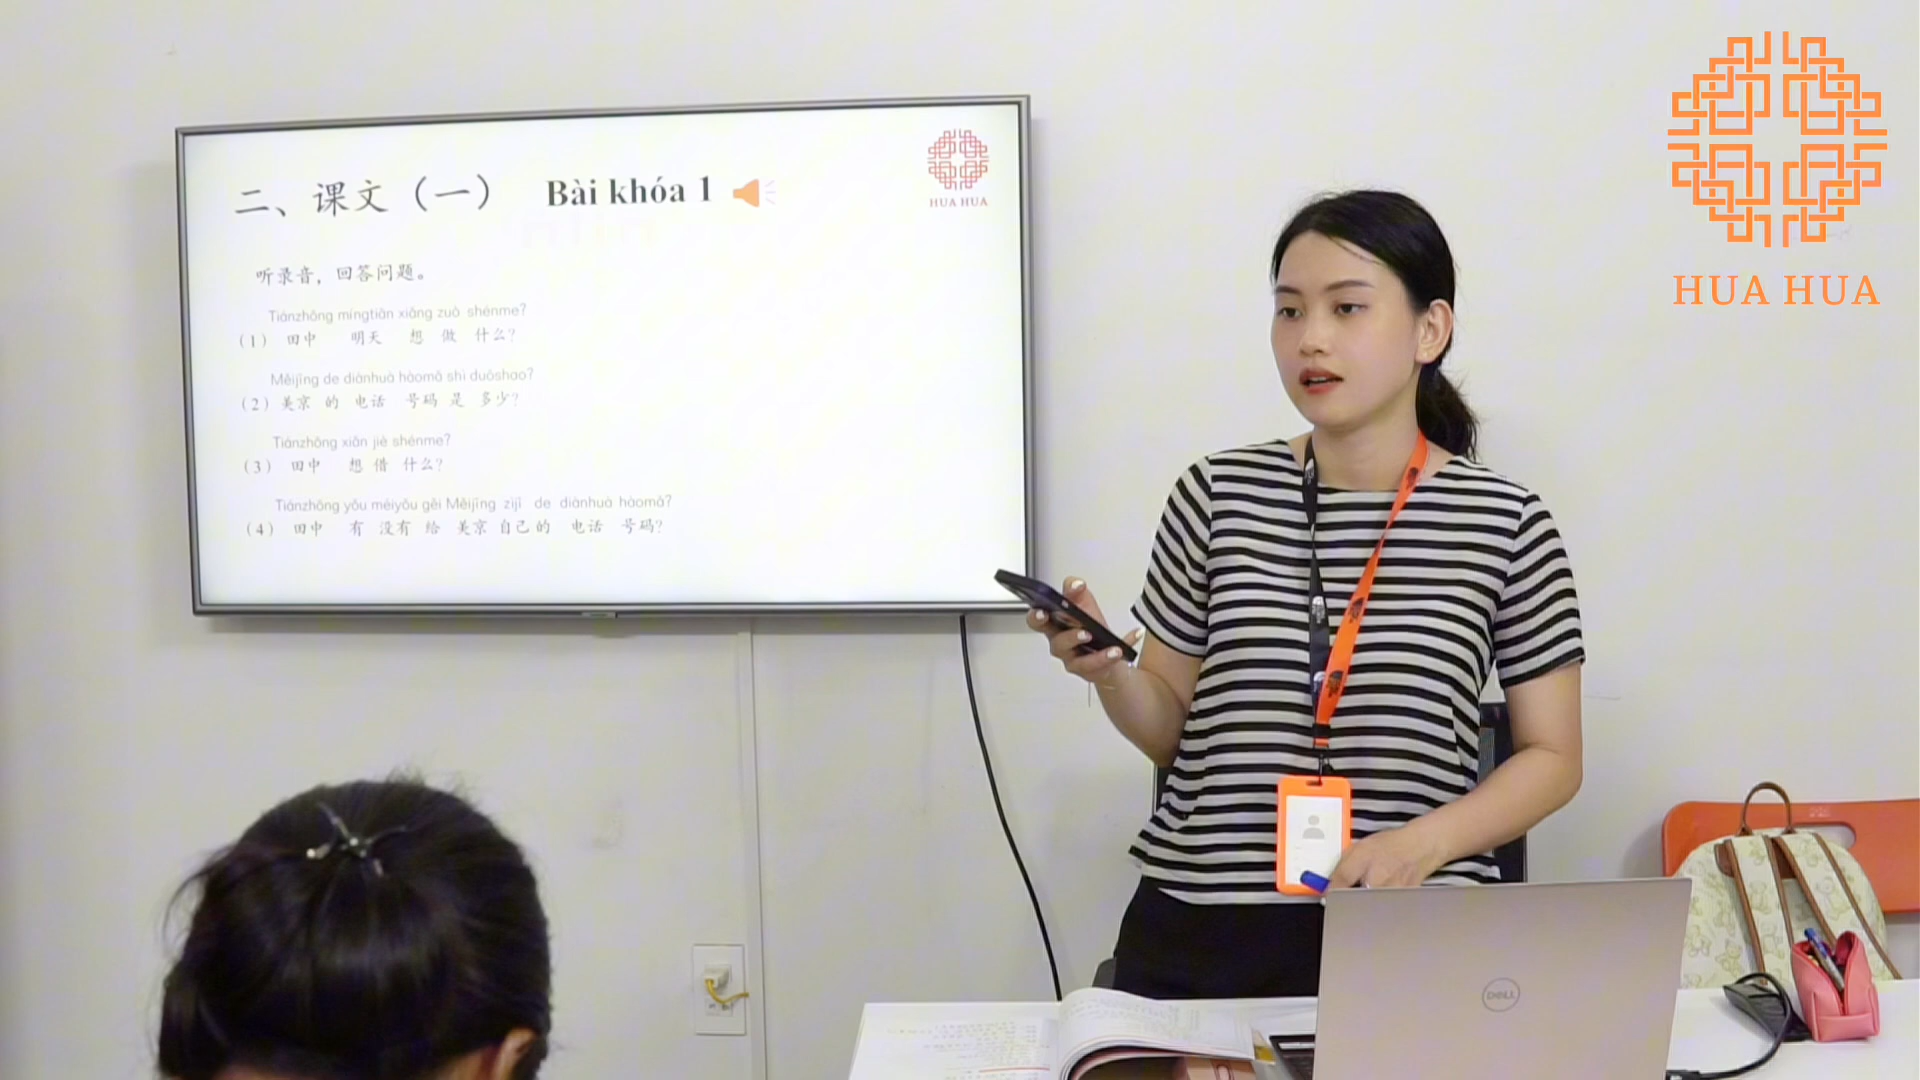 二、课文（一） Bài khóa 1
HUA HUA
听录音，回答问题。
Tiánzhōng míngtiān xiǎng zuò shénme?
（1） 田中 明天 想 做 什么？
Měijīng de diànhuà hàomǎ shì duōshao?
（2） 美京 的 电话 号码 是 多少？
Tiánzhōng xiǎn jiè shénme?
（3） 田中 想 借 什么？
Tiánzhōng yǒu méiyǒu gěi Měijīng zìjǐ de diànhuà hàomǎ?
（4） 田中 有 没有 给 美京 自己 的 电话 号码？
HUA HUA
DELL